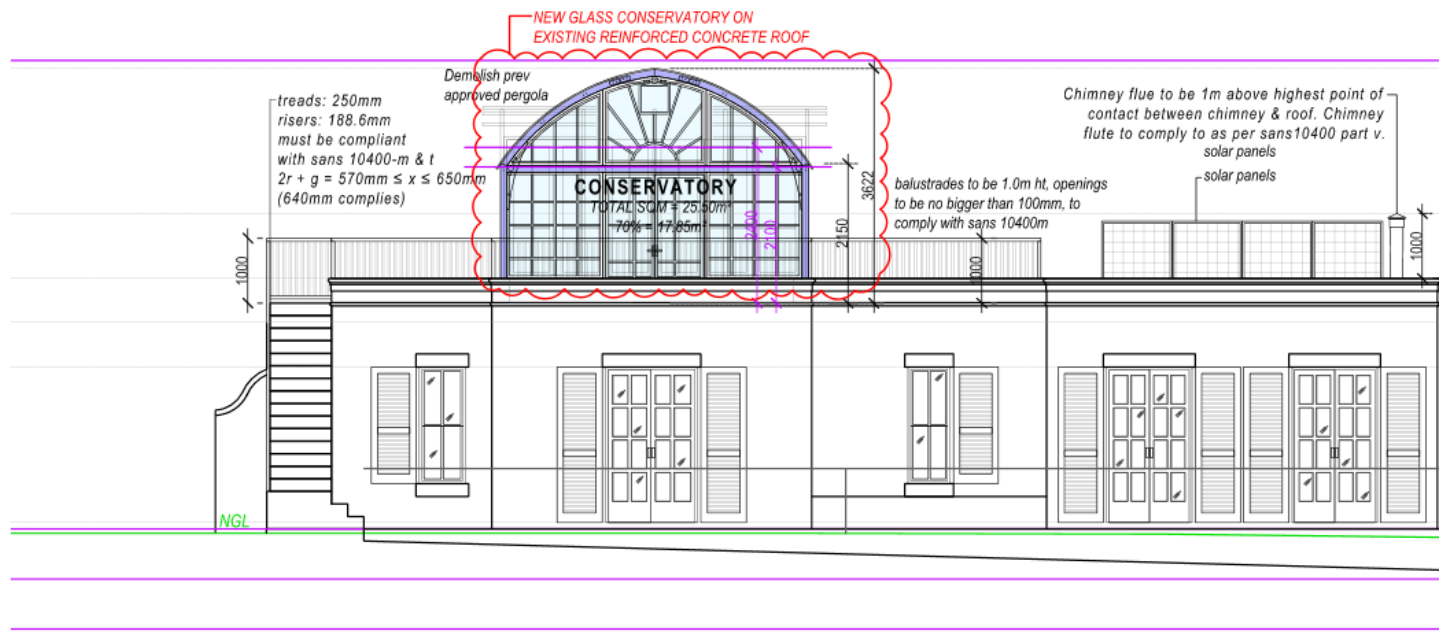 NEW GLASS CONSERVATORY ON
EXISTING REINFORCED CONCRETE ROOF
Demolish prev
approved pergola
treads: 250mm
risers: 188.6mm
must be compliant
with sans 10400-m & t
2r + g = 570mm ≤ x ≤ 650mm
(640mm complies)
Chimney flue to be 1m above highest point of
contact between chimney & roof. Chimney
flute to comply to as per sans10400 part v.
solar panels
solar panels
CONSERVATORY
TOTAL SQM = 25.50m²
70% = 17.85m²
balustrades to be 1.0m ht, openings
to be no bigger than 100mm, to
comply with sans 10400m
3622
2150
2400
2100
1000
1000
1000
NGL